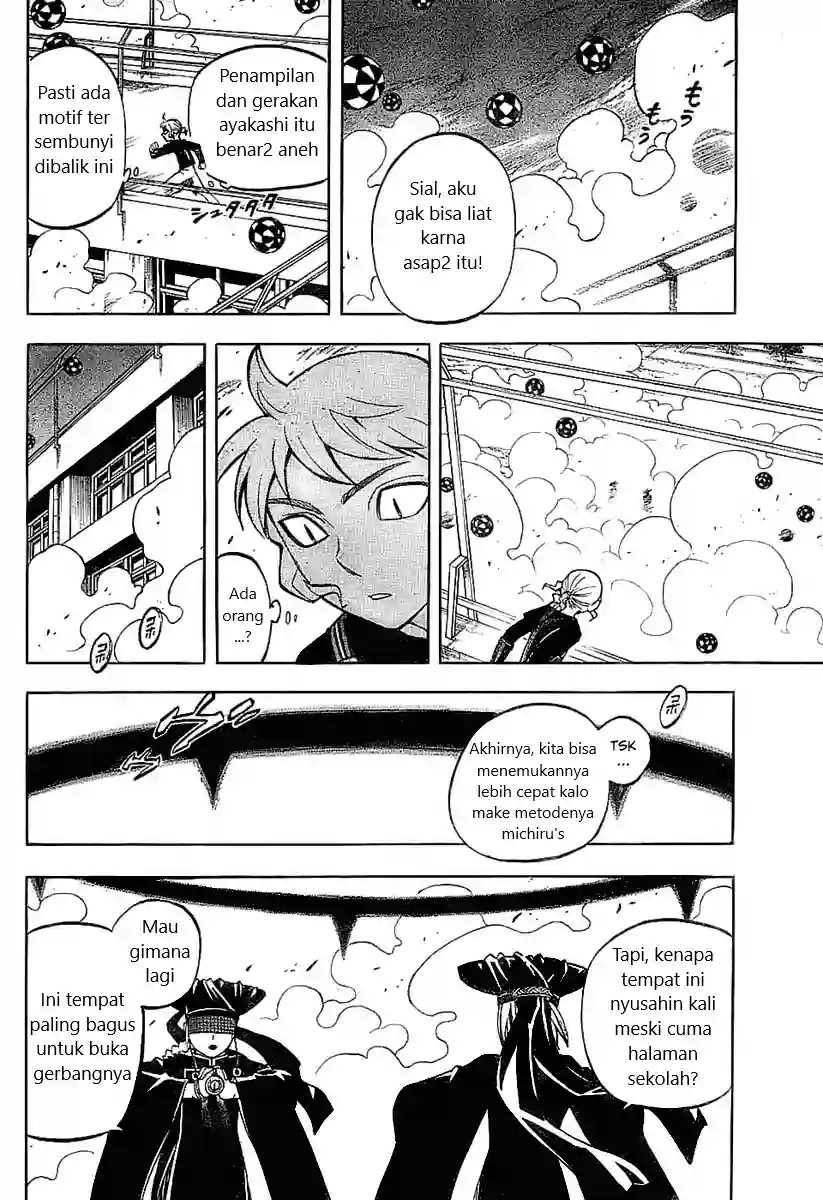 Sial, aku
gak bisa liat
karna
asap2 itu!
もう
もう
Penampilan
dan gerakan
ayakashi itu
benar2 aneh
Pasti ada
motif ter
sembunyi
dibalik ini
シュタタタ
Ada
orang
...?
TSK
...
Akhirnya, kita bisa
menemukannya
lebih cepat kalo
make metodenya
michiru's
Tapi, kenapa
tempat ini
nyusahin kali
meski cuma
halaman
sekolah?
Mau
gimana
lagi
Ini tempat
paling bagus
untuk buka
gerbangnya